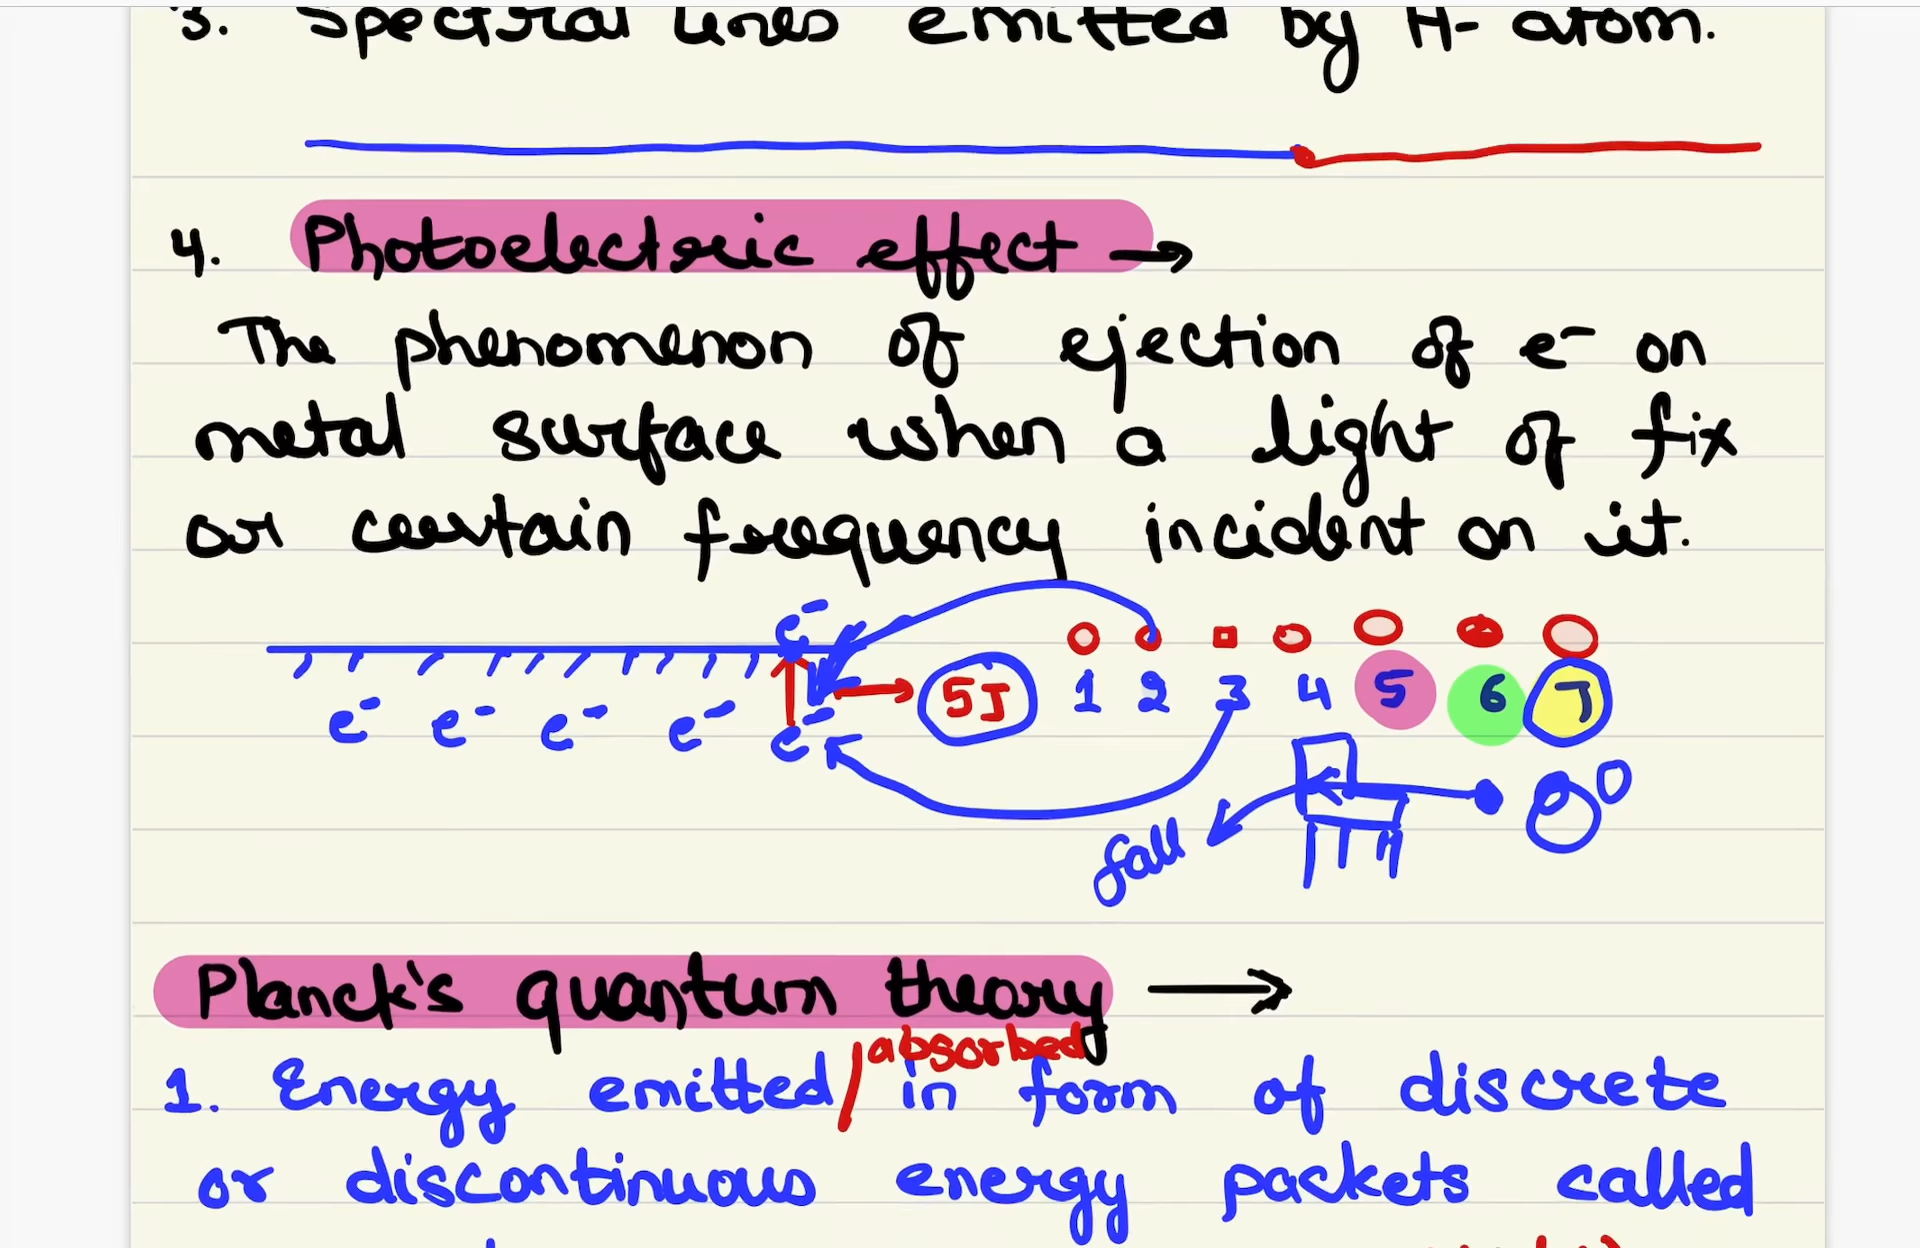 3. Spectral lines emitted by H- atom.
4. Photoelectric effect →
The phenomenon of ejection of e⁻ on
metal surface when a light of fix
or certain frequency incident on it.
e⁻
e⁻ e⁻ e⁻ e⁻ e⁻ → 5J 1 2 3 4 5 6 7
fall
Planck's quantum theory →
absorbed
1. Energy emitted/ in form of discrete
or discontinuous energy packets called